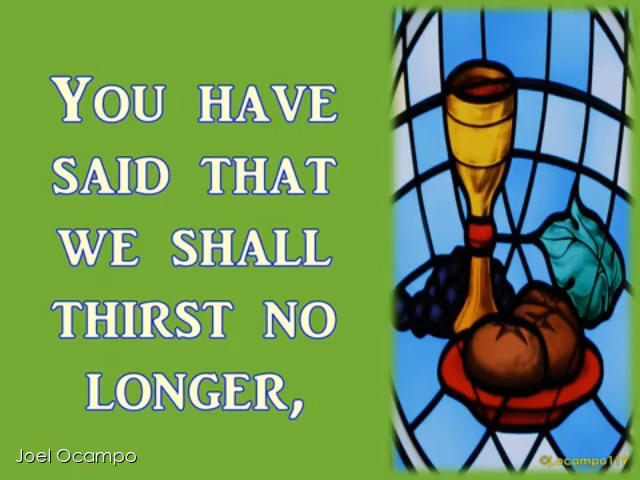 YOU HAVE
SAID THAT
WE SHALL
THIRST NO
LONGER,
Joel Ocampo